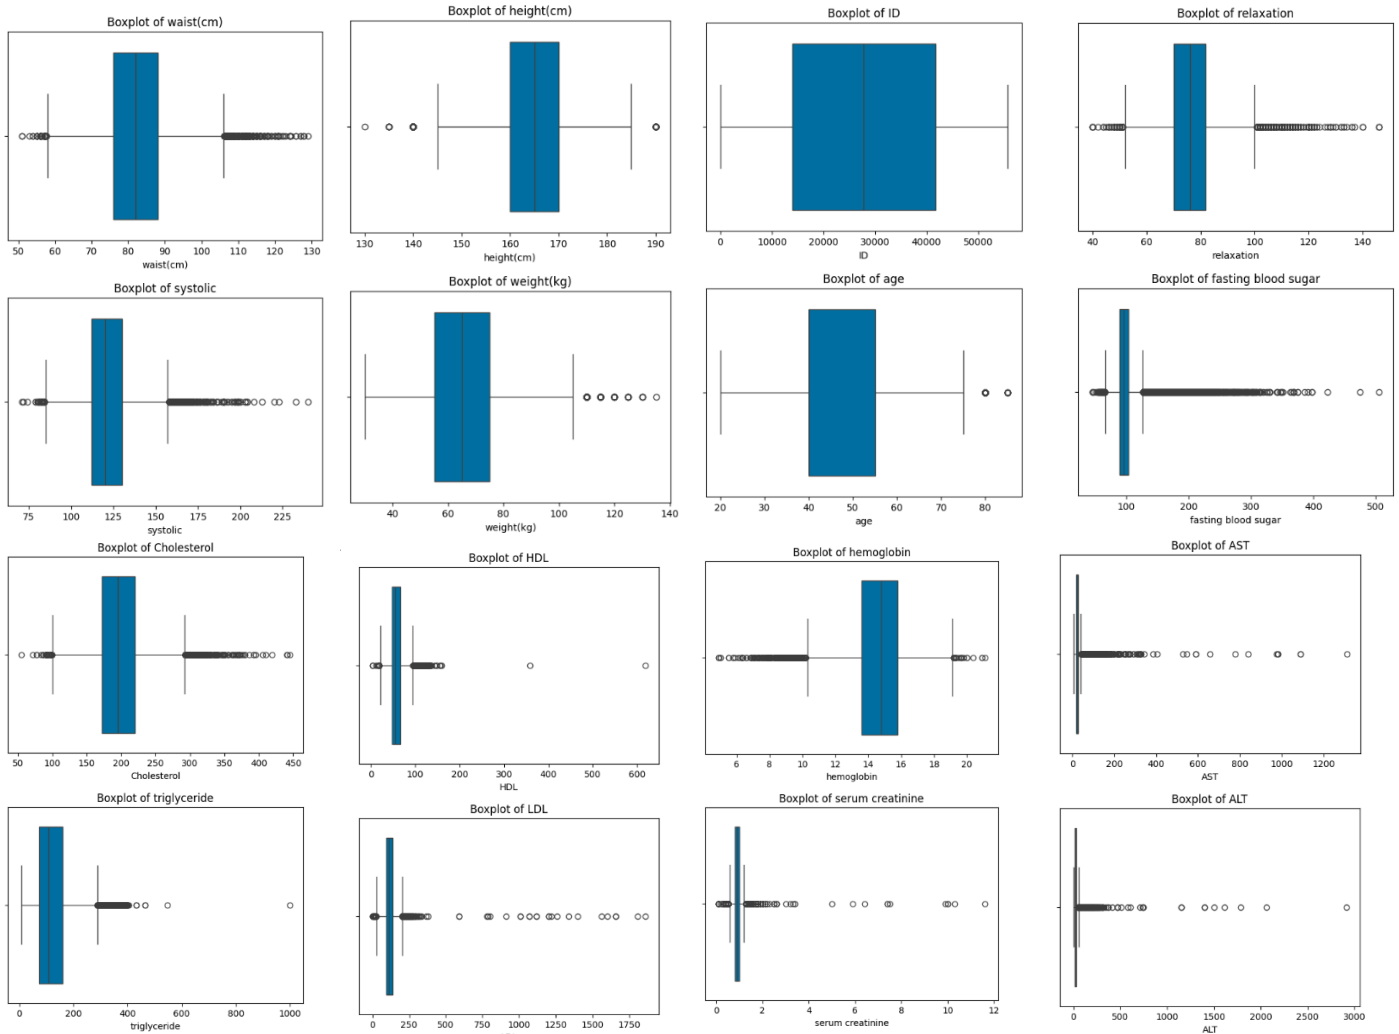 Boxplot of waist(cm)
50 60 70 80 90 100 110 120 130
waist(cm)
Boxplot of height(cm)
130 140 150 160 170 180 190
height(cm)
Boxplot of ID
0 10000 20000 30000 40000 50000
ID
Boxplot of relaxation
40 60 80 100 120 140
relaxation
Boxplot of systolic
75 100 125 150 175 200 225
systolic
Boxplot of weight(kg)
40 60 80 100 120 140
weight(kg)
Boxplot of age
20 30 40 50 60 70 80
age
Boxplot of fasting blood sugar
100 200 300 400 500
fasting blood sugar
Boxplot of Cholesterol
50 100 150 200 250 300 350 400 450
Cholesterol
Boxplot of HDL
0 100 200 300 400 500 600
HDL
Boxplot of hemoglobin
6 8 10 12 14 16 18 20
hemoglobin
Boxplot of AST
0 200 400 600 800 1000 1200
AST
Boxplot of triglyceride
0 200 400 600 800 1000
triglyceride
Boxplot of LDL
0 250 500 750 1000 1250 1500 1750
Boxplot of serum creatinine
0 2 4 6 8 10 12
serum creatinine
Boxplot of ALT
0 500 1000 1500 2000 2500 3000
ALT